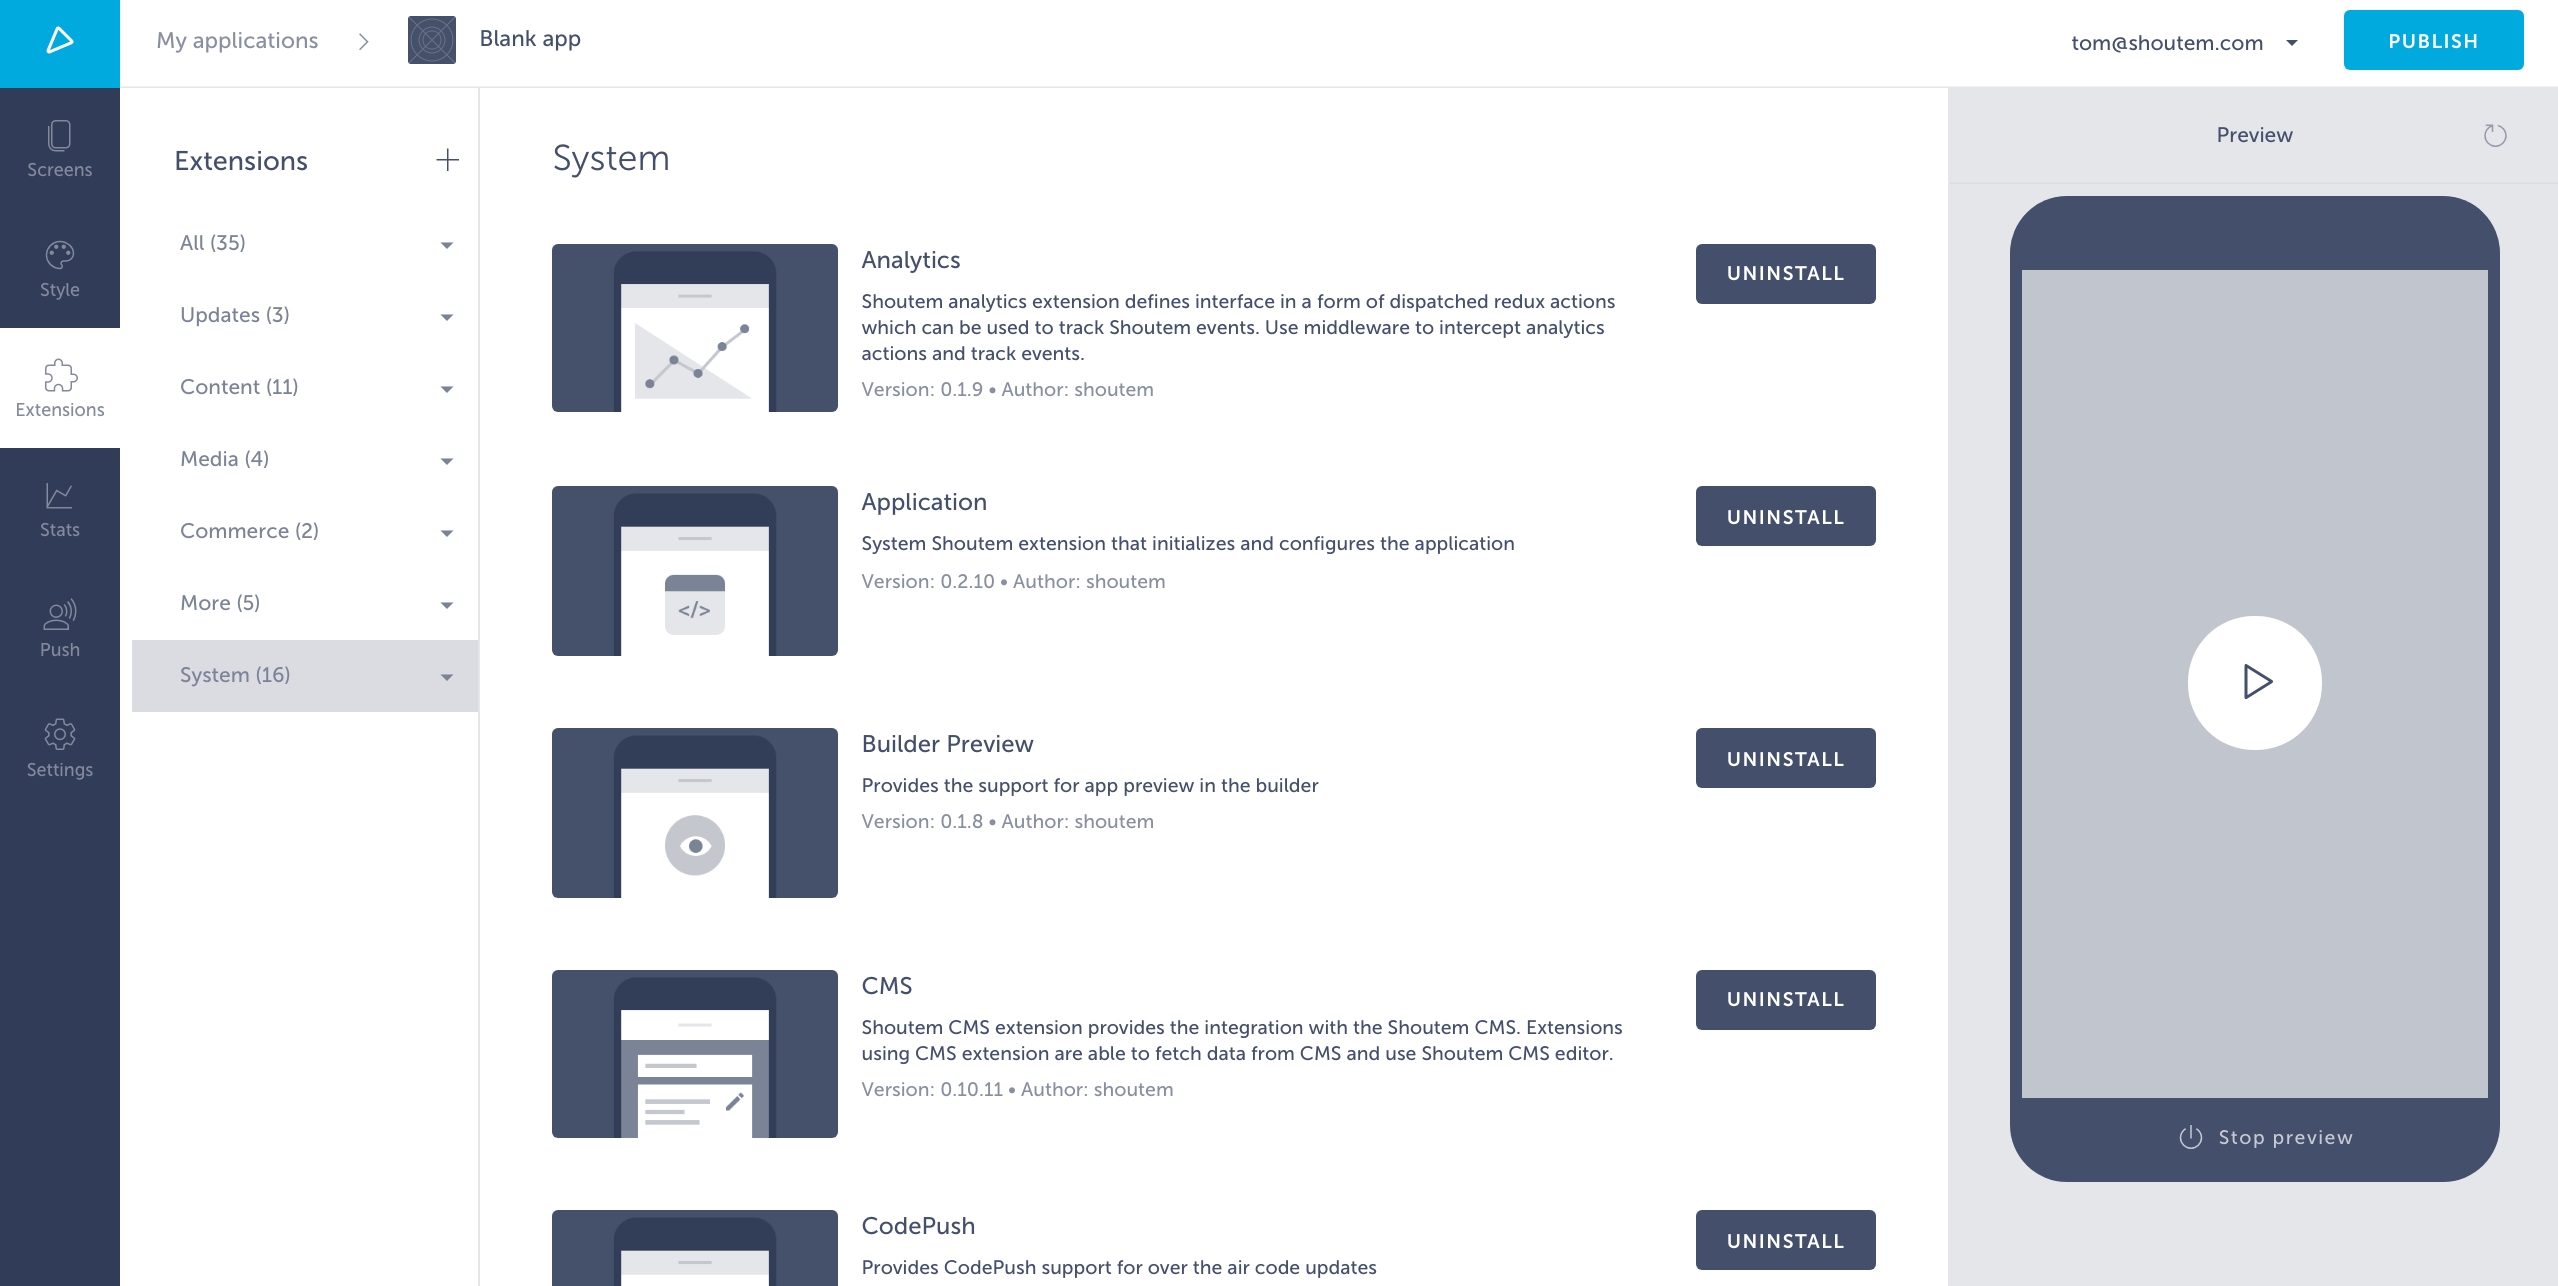 My applications
Blank app
tom@shoutem.com
PUBLISH
Screens
Style
Extensions
Stats
Push
Settings
Extensions
All (35)
Updates (3)
Content (11)
Media (4)
Commerce (2)
More (5)
System (16)
System
Analytics
Shoutem analytics extension defines interface in a form of dispatched redux actions
which can be used to track Shoutem events. Use middleware to intercept analytics
actions and track events.
Version: 0.1.9 • Author: shoutem
UNINSTALL
</>
Application
System Shoutem extension that initializes and configures the application
Version: 0.2.10 • Author: shoutem
UNINSTALL
Builder Preview
Provides the support for app preview in the builder
Version: 0.1.8 • Author: shoutem
UNINSTALL
CMS
Shoutem CMS extension provides the integration with the Shoutem CMS. Extensions
using CMS extension are able to fetch data from CMS and use Shoutem CMS editor.
Version: 0.10.11 • Author: shoutem
UNINSTALL
CodePush
Provides CodePush support for over the air code updates
UNINSTALL
Preview
Stop preview